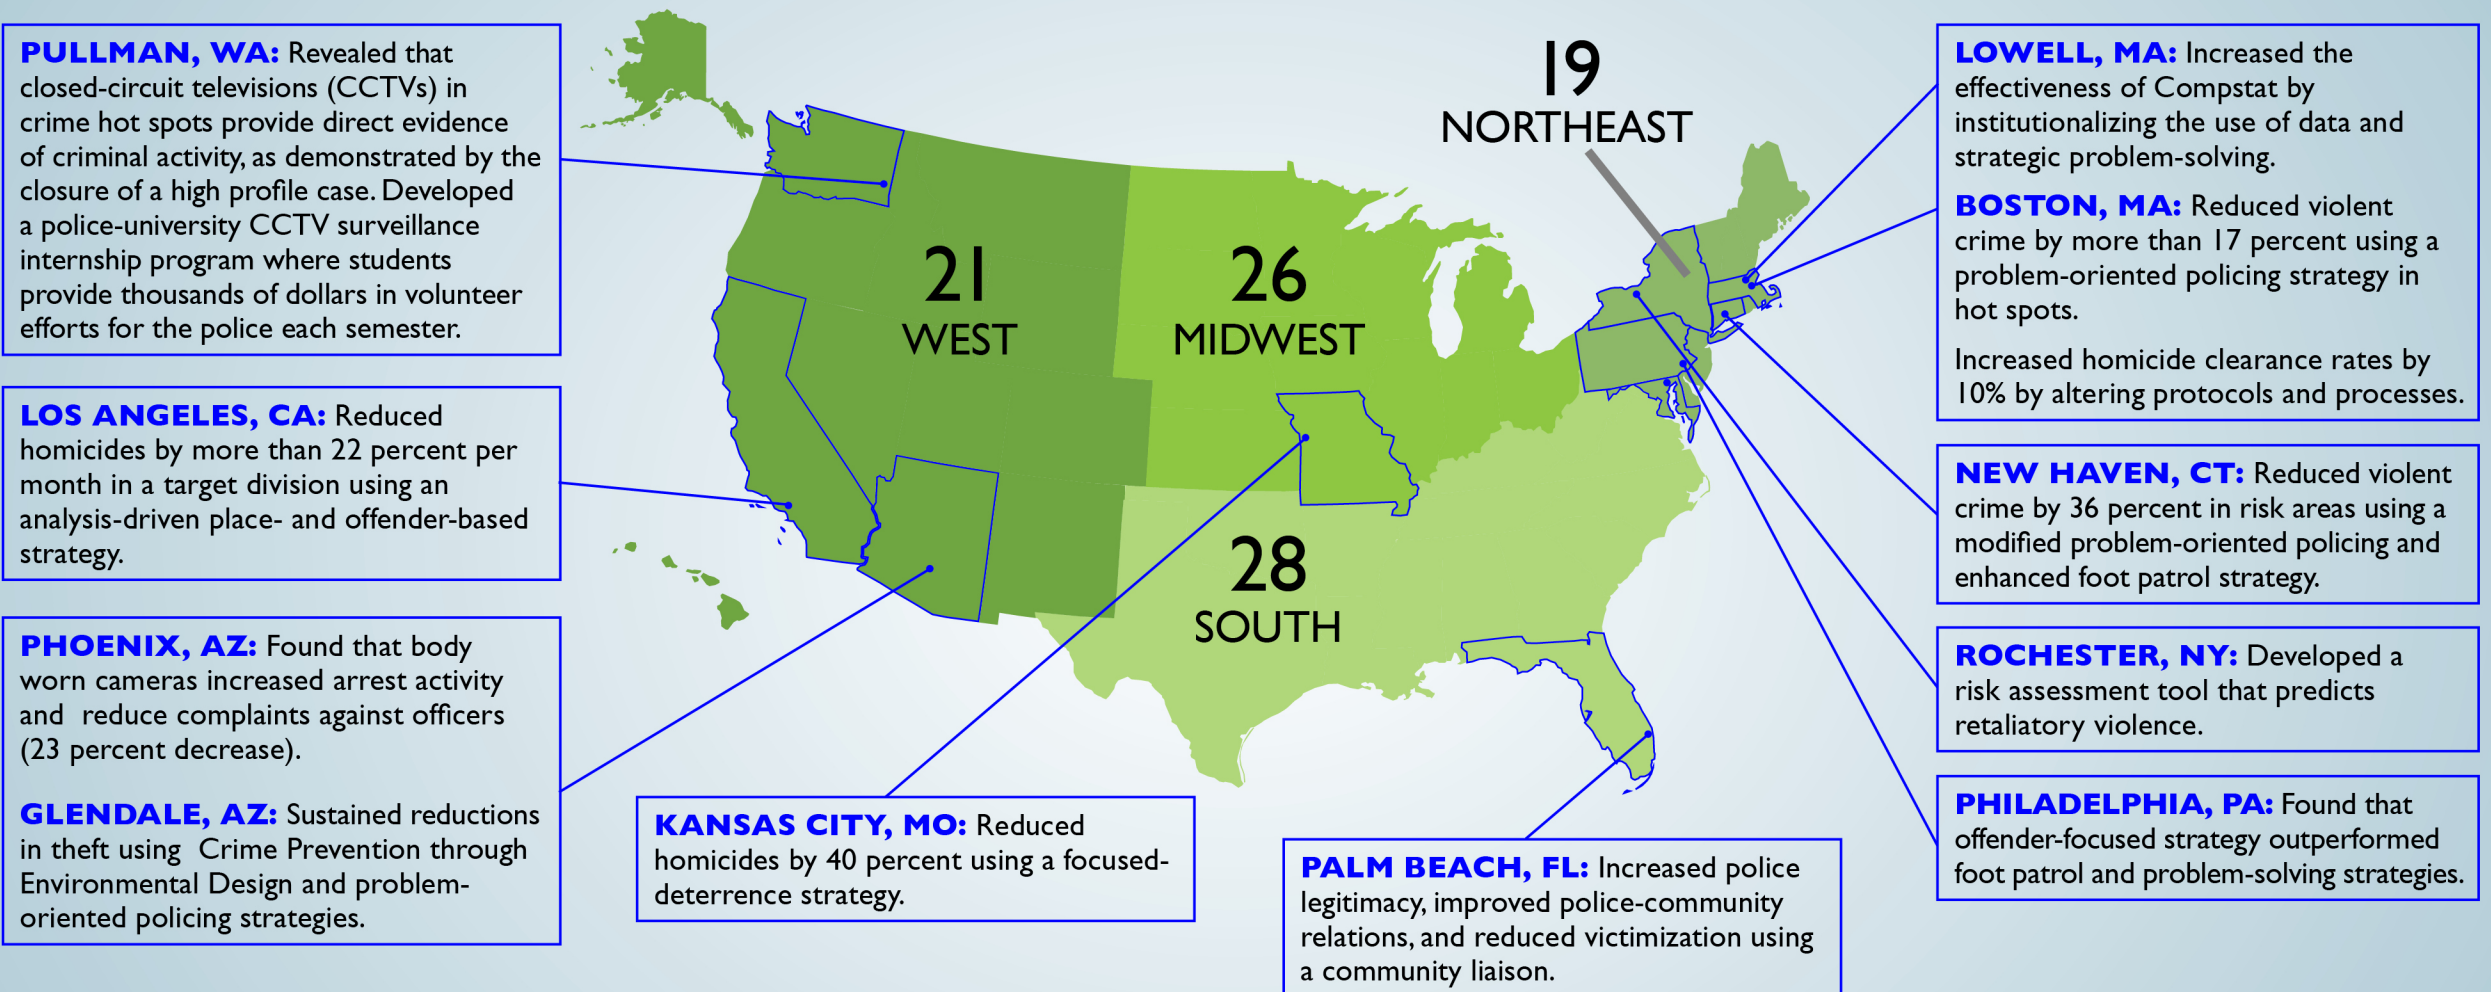 PULLMAN, WA: Revealed that
closed-circuit televisions (CCTVs) in
crime hot spots provide direct evidence
of criminal activity, as demonstrated by the
closure of a high profile case. Developed
a police-university CCTV surveillance
internship program where students
provide thousands of dollars in volunteer
efforts for the police each semester.
LOS ANGELES, CA: Reduced
homicides by more than 22 percent per
month in a target division using an
analysis-driven place- and offender-based
strategy.
PHOENIX, AZ: Found that body
worn cameras increased arrest activity
and  reduce complaints against officers
(23 percent decrease).
GLENDALE, AZ: Sustained reductions
in theft using  Crime Prevention through
Environmental Design and problem-
oriented policing strategies.
21
WEST
26
MIDWEST
19
NORTHEAST
28
SOUTH
KANSAS CITY, MO: Reduced
homicides by 40 percent using a focused-
deterrence strategy.
PALM BEACH, FL: Increased police
legitimacy, improved police-community
relations, and reduced victimization using
a community liaison.
LOWELL, MA: Increased the
effectiveness of Compstat by
institutionalizing the use of data and
strategic problem-solving.
BOSTON, MA: Reduced violent
crime by more than 17 percent using a
problem-oriented policing strategy in
hot spots.
Increased homicide clearance rates by
10% by altering protocols and processes.
NEW HAVEN, CT: Reduced violent
crime by 36 percent in risk areas using a
modified problem-oriented policing and
enhanced foot patrol strategy.
ROCHESTER, NY: Developed a
risk assessment tool that predicts
retaliatory violence.
PHILADELPHIA, PA: Found that
offender-focused strategy outperformed
foot patrol and problem-solving strategies.